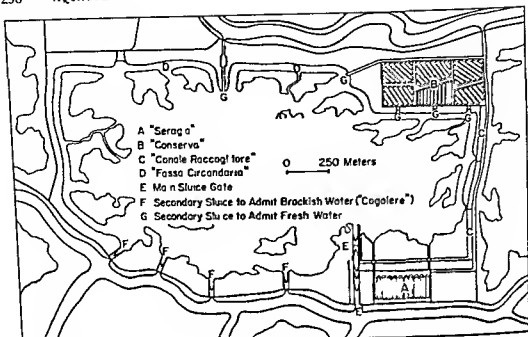 D
D
G
G
B
G G G
A "Seraga"
B "Conserva"
C "Canale Raccoglitore"
D "Fossa Circondaria"
0 250 Meters
E Main Sluice Gate
F Secondary Sluice to Admit Brackish Water ("Cogolere")
G Secondary Sluice to Admit Fresh Water
C
C
F
F
F
F
E
A
E